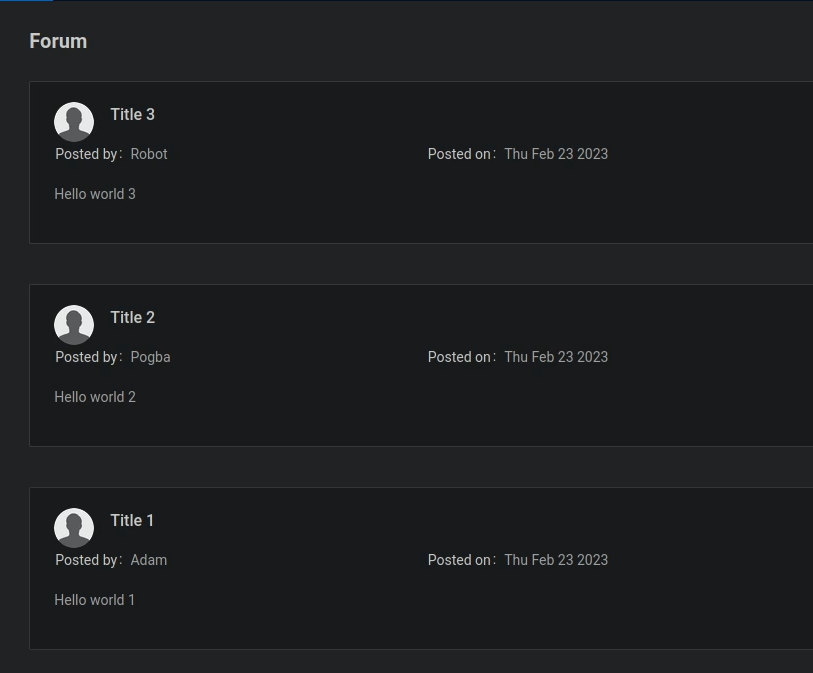 Forum
Title 3
Posted by: Robot Posted on: Thu Feb 23 2023
Hello world 3
Title 2
Posted by: Pogba Posted on: Thu Feb 23 2023
Hello world 2
Title 1
Posted by: Adam Posted on: Thu Feb 23 2023
Hello world 1